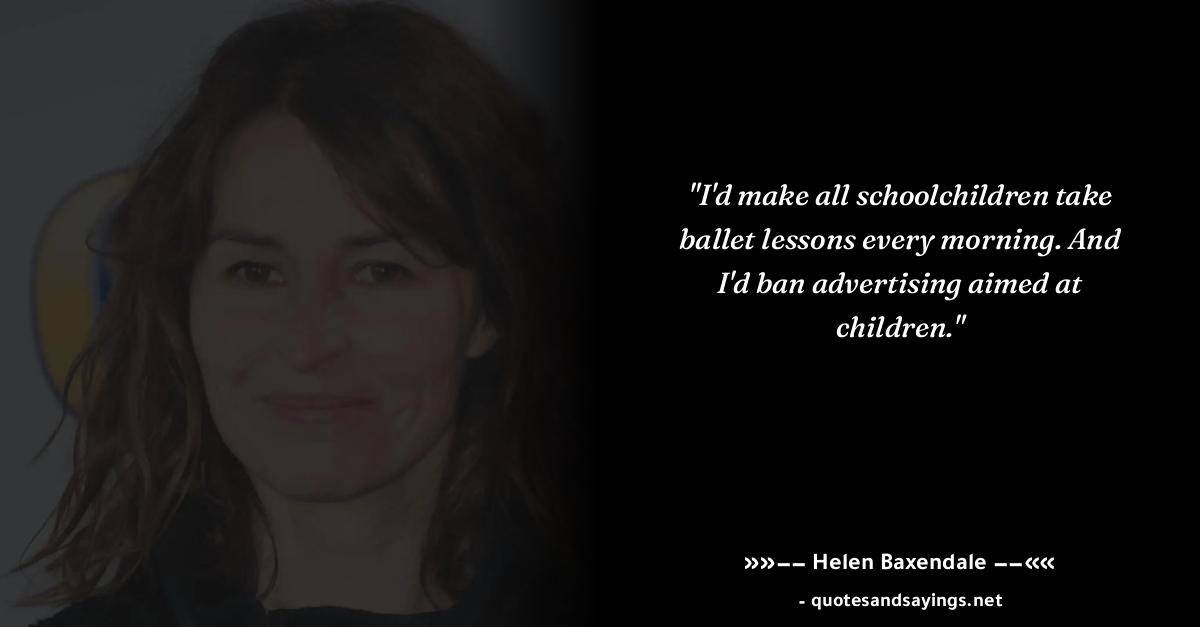 "I'd make all schoolchildren take
ballet lessons every morning. And
I'd ban advertising aimed at
children."
»»−− Helen Baxendale −−««
- quotesandsayings.net